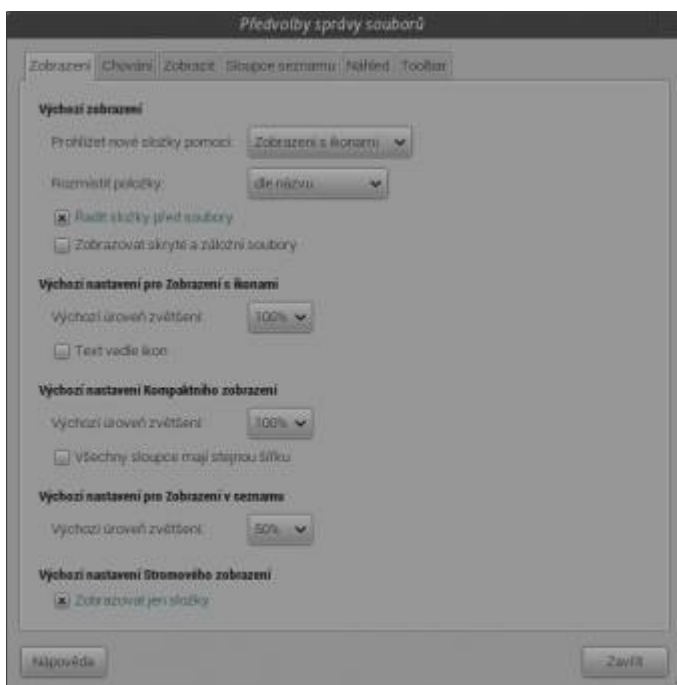 Předvolby správy souborů
Zobrazení Chování Zobrazit Sloupce seznamu Náhled Toolbar
Výchozí zobrazení
Prohlížet nové složky pomocí: Zobrazení s ikonami
Rozmístit položky: dle názvu
Řadit složky před soubory
Zobrazovat skryté a záložní soubory
Výchozí nastavení pro Zobrazení s ikonami
Výchozí úroveň zvětšení: 100%
Text vedle ikon
Výchozí nastavení Kompaktního zobrazení
Výchozí úroveň zvětšení: 100%
Všechny sloupce mají stejnou šířku
Výchozí nastavení pro Zobrazení v seznamu
Výchozí úroveň zvětšení: 50%
Výchozí nastavení Stromového zobrazení
Zobrazovat jen složky
Nápověda Zavřít